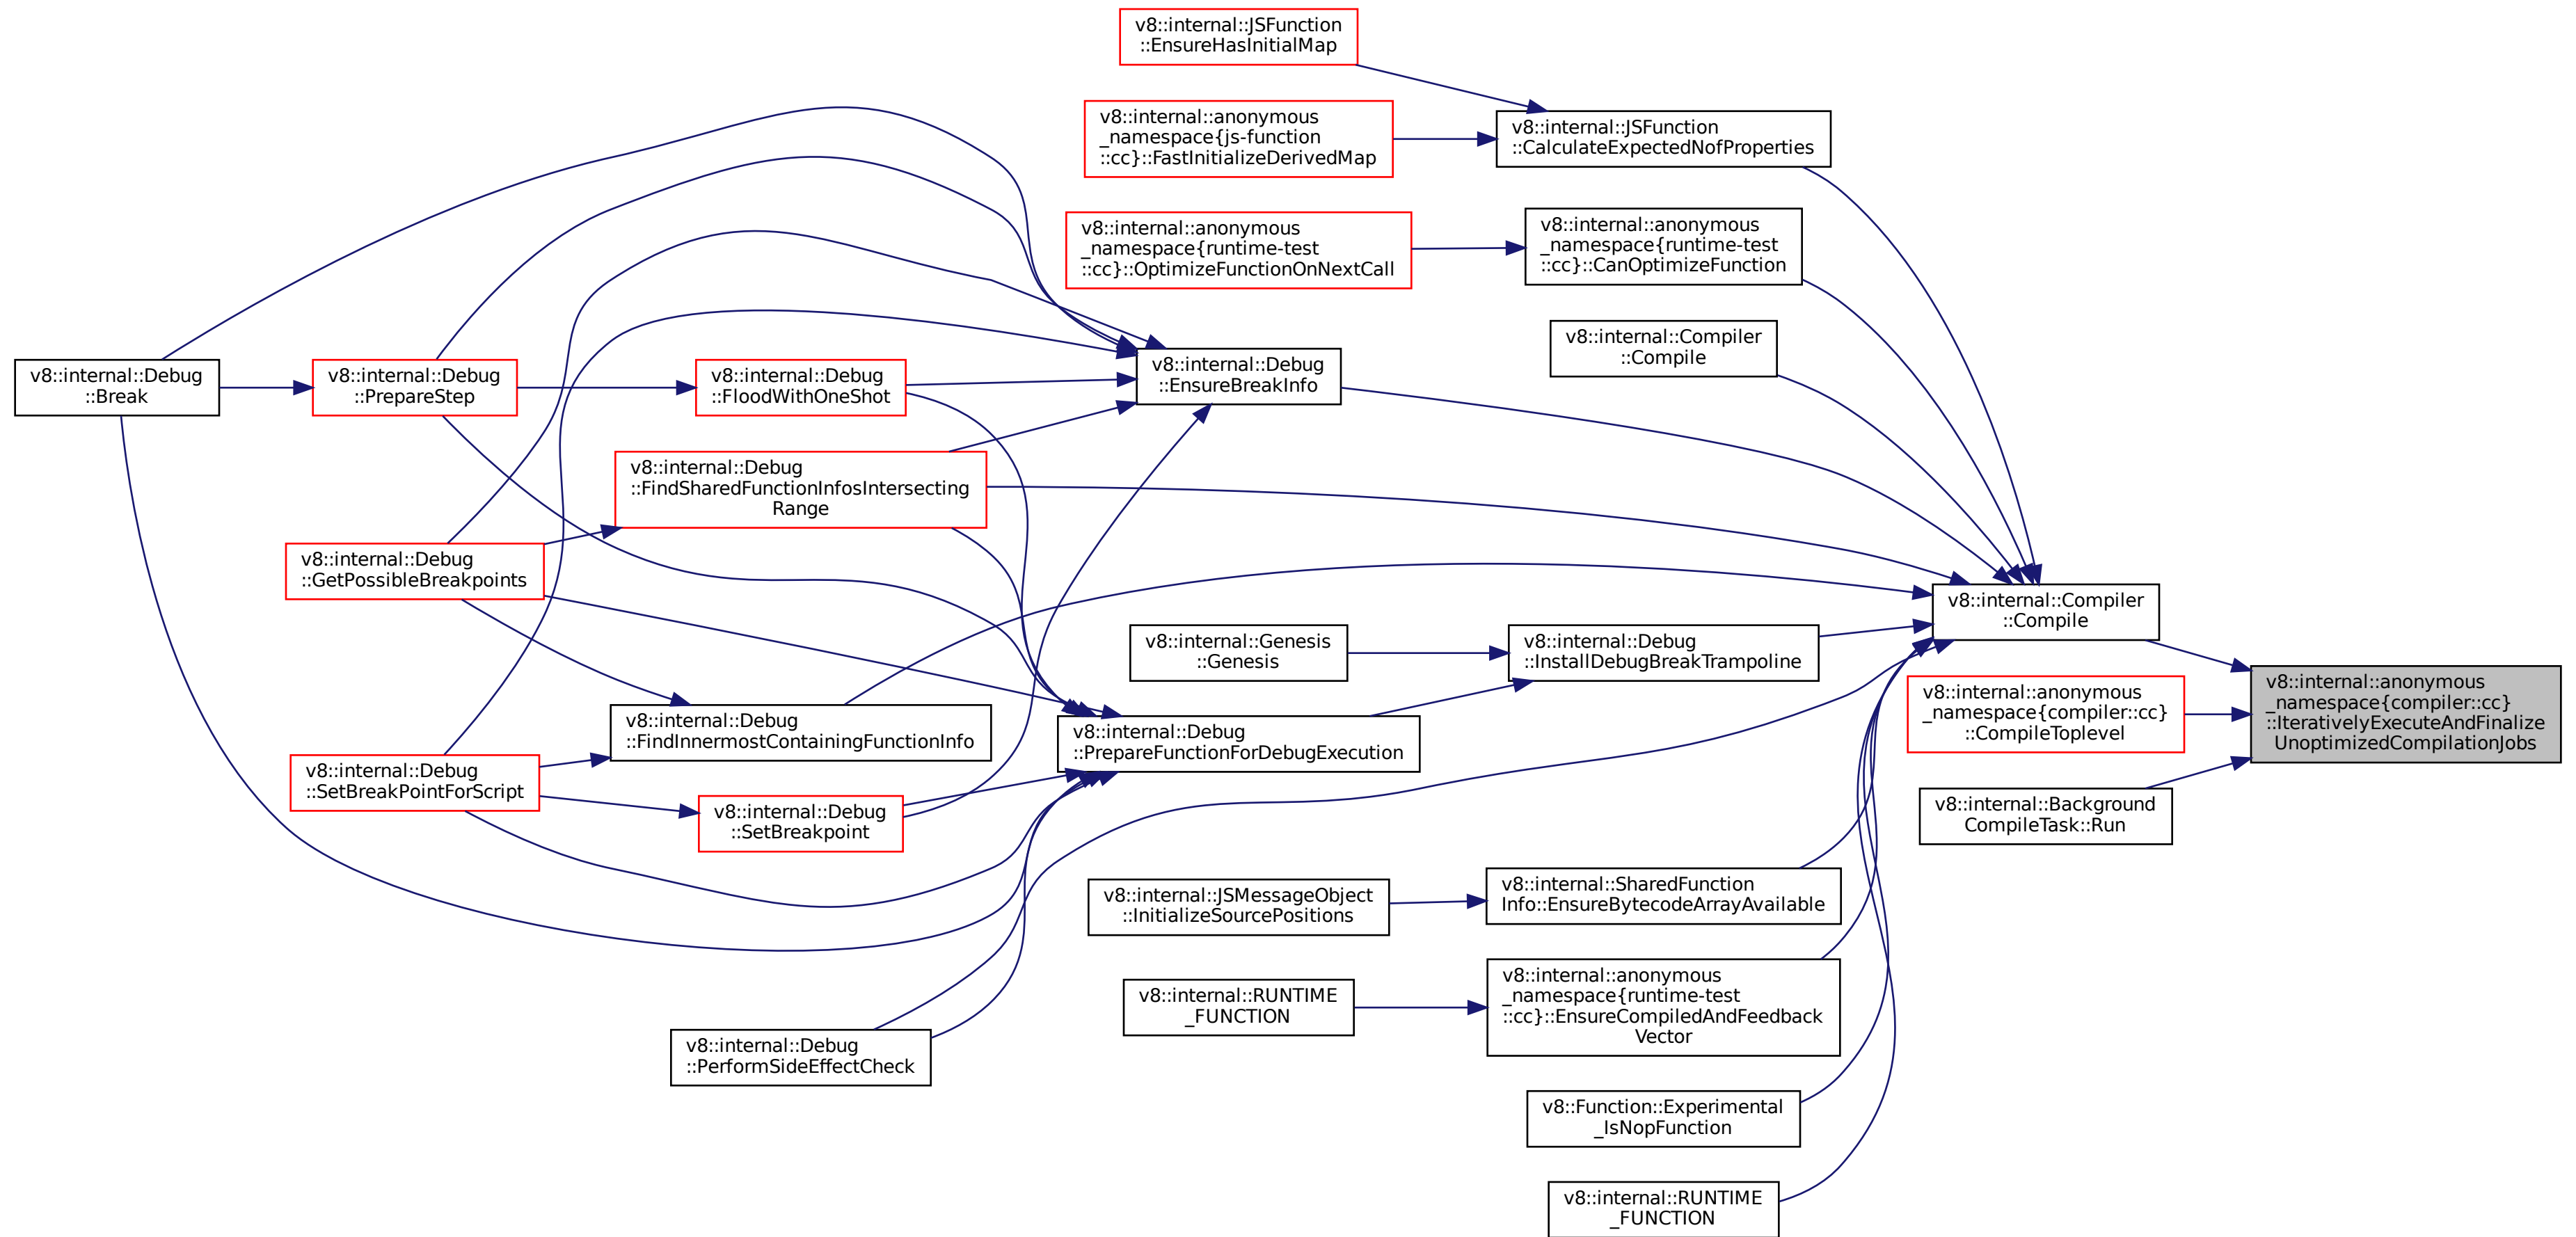 v8::internal::JSFunction
::EnsureHasInitialMap
v8::internal::anonymous
_namespace{js-function
::cc}::FastInitializeDerivedMap
v8::internal::JSFunction
::CalculateExpectedNofProperties
v8::internal::anonymous
_namespace{runtime-test
::cc}::OptimizeFunctionOnNextCall
v8::internal::anonymous
_namespace{runtime-test
::cc}::CanOptimizeFunction
v8::internal::Compiler
::Compile
v8::internal::Debug
::Break
v8::internal::Debug
::PrepareStep
v8::internal::Debug
::FloodWithOneShot
v8::internal::Debug
::EnsureBreakInfo
v8::internal::Debug
::FindSharedFunctionInfosIntersecting
Range
v8::internal::Debug
::GetPossibleBreakpoints
v8::internal::Compiler
::Compile
v8::internal::Genesis
::Genesis
v8::internal::Debug
::InstallDebugBreakTrampoline
v8::internal::anonymous
_namespace{compiler::cc}
::IterativelyExecuteAndFinalize
UnoptimizedCompilationJobs
v8::internal::anonymous
_namespace{compiler::cc}
::CompileToplevel
v8::internal::Debug
::FindInnermostContainingFunctionInfo
v8::internal::Debug
::PrepareFunctionForDebugExecution
v8::internal::Debug
::SetBreakPointForScript
v8::internal::Debug
::SetBreakpoint
v8::internal::Background
CompileTask::Run
v8::internal::JSMessageObject
::InitializeSourcePositions
v8::internal::SharedFunction
Info::EnsureBytecodeArrayAvailable
v8::internal::RUNTIME
_FUNCTION
v8::internal::anonymous
_namespace{runtime-test
::cc}::EnsureCompiledAndFeedback
Vector
v8::internal::Debug
::PerformSideEffectCheck
v8::Function::Experimental
_IsNopFunction
v8::internal::RUNTIME
_FUNCTION